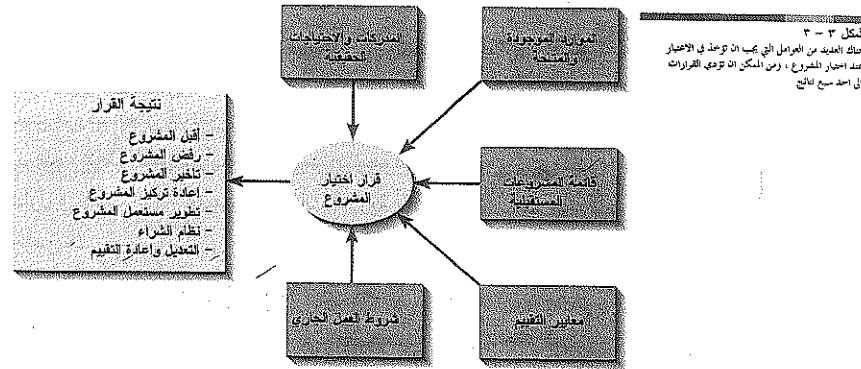 شكل ٣ – ٣
هناك العديد من العوامل التي يجب ان تؤخذ في الاعتبار
عند اختيار المشروع ، ومن الممكن ان تؤدي القرارات
الى احد سبع نتائج
الموارد الموجودة
والمتاحة
المدركات والاحتياجات
الحقيقية
قائمة المشروعات
المستقبلية
قرار اختيار
المشروع
معايير التقييم
شروط العمل الجاري
نتيجة القرار
- أقبل المشروع
- رفض المشروع
- تأخير المشروع
- إعادة تركيز المشروع
- تطوير مستعمل المشروع
- نظام الشراء
- التعديل وإعادة التقييم